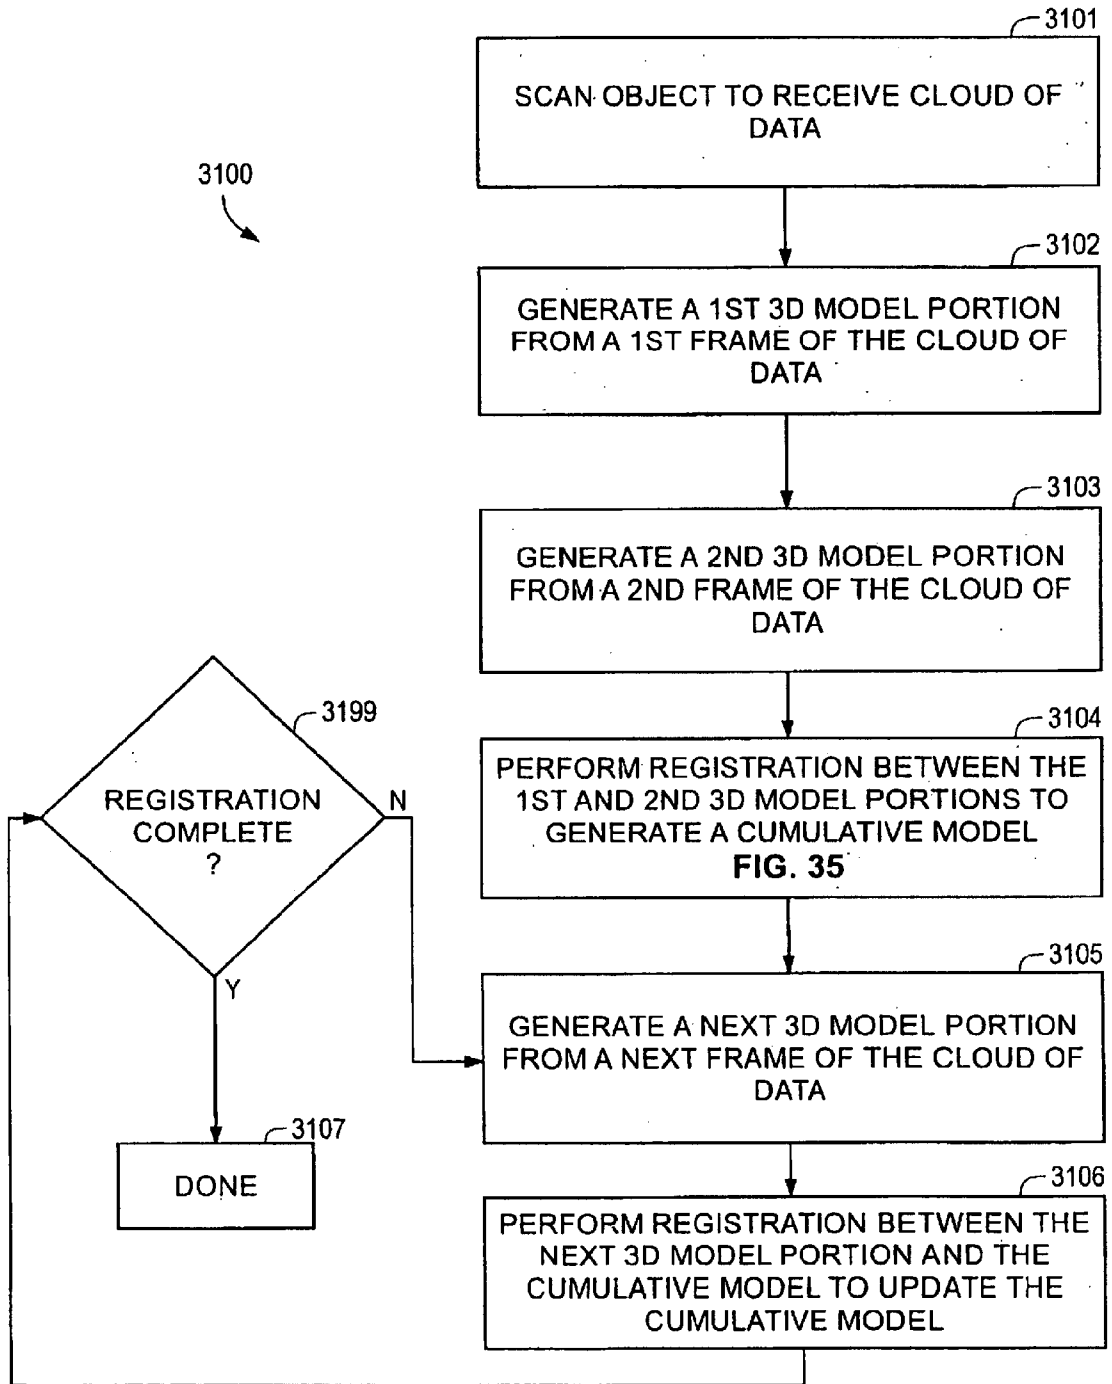 3101
SCAN OBJECT TO RECEIVE CLOUD OF
DATA
3100
3102
GENERATE A 1ST 3D MODEL PORTION
FROM A 1ST FRAME OF THE CLOUD OF
DATA
3103
GENERATE A 2ND 3D MODEL PORTION
FROM A 2ND FRAME OF THE CLOUD OF
DATA
3199
REGISTRATION
COMPLETE
?
N
Y
3104
PERFORM REGISTRATION BETWEEN THE
1ST AND 2ND 3D MODEL PORTIONS TO
GENERATE A CUMULATIVE MODEL
FIG. 35
3105
GENERATE A NEXT 3D MODEL PORTION
FROM A NEXT FRAME OF THE CLOUD OF
DATA
3107
DONE
3106
PERFORM REGISTRATION BETWEEN THE
NEXT 3D MODEL PORTION AND THE
CUMULATIVE MODEL TO UPDATE THE
CUMULATIVE MODEL